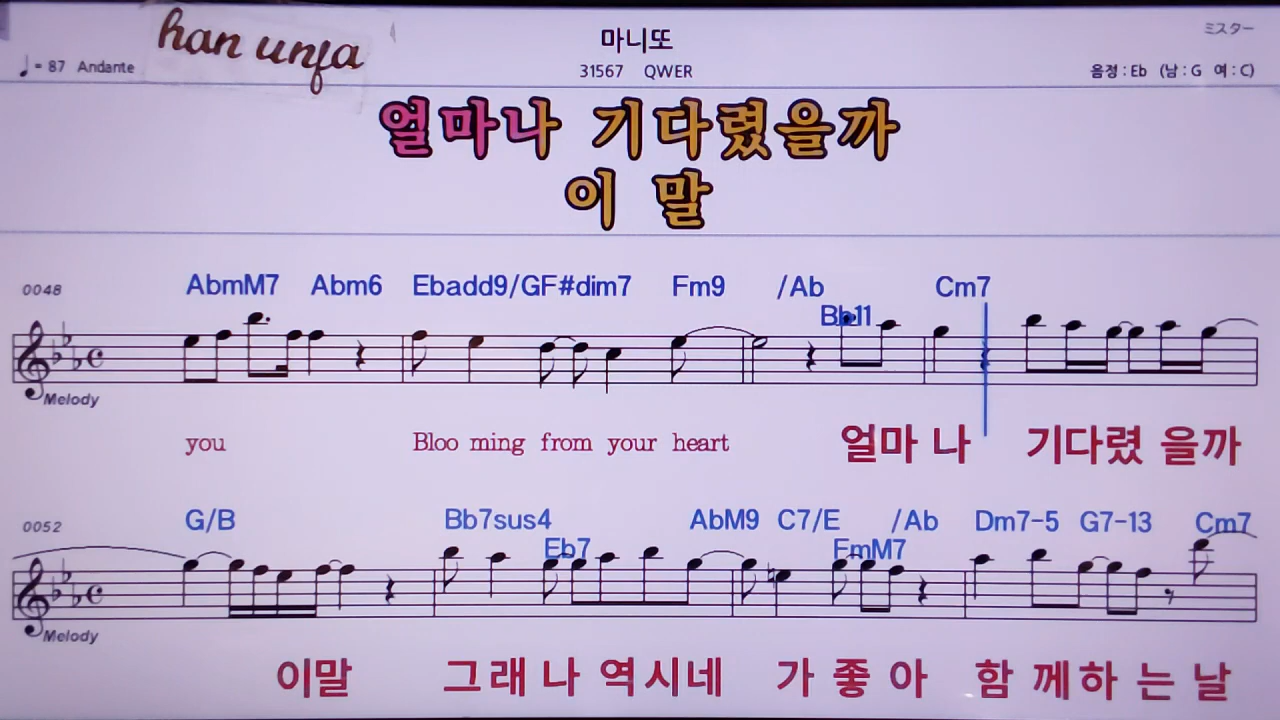 han unfa
마니또
ミスター
♩= 87 Andante
31567 QWER
음정 : Eb (남 : G 여 : C)
얼마나 기다렸을까
이 말
0048 AbmM7 Abm6 Ebadd9/G F#dim7 Fm9 /Ab Bb11 Cm7
Melody
you Bloo ming from your heart 얼마 나 기다렸 을까
0052 G/B Bb7sus4 Eb7 AbM9 C7/E /Ab FmM7 Dm7-5 G7-13 Cm7
Melody
이말 그래 나 역시네 가 좋 아 함 께하 는 날